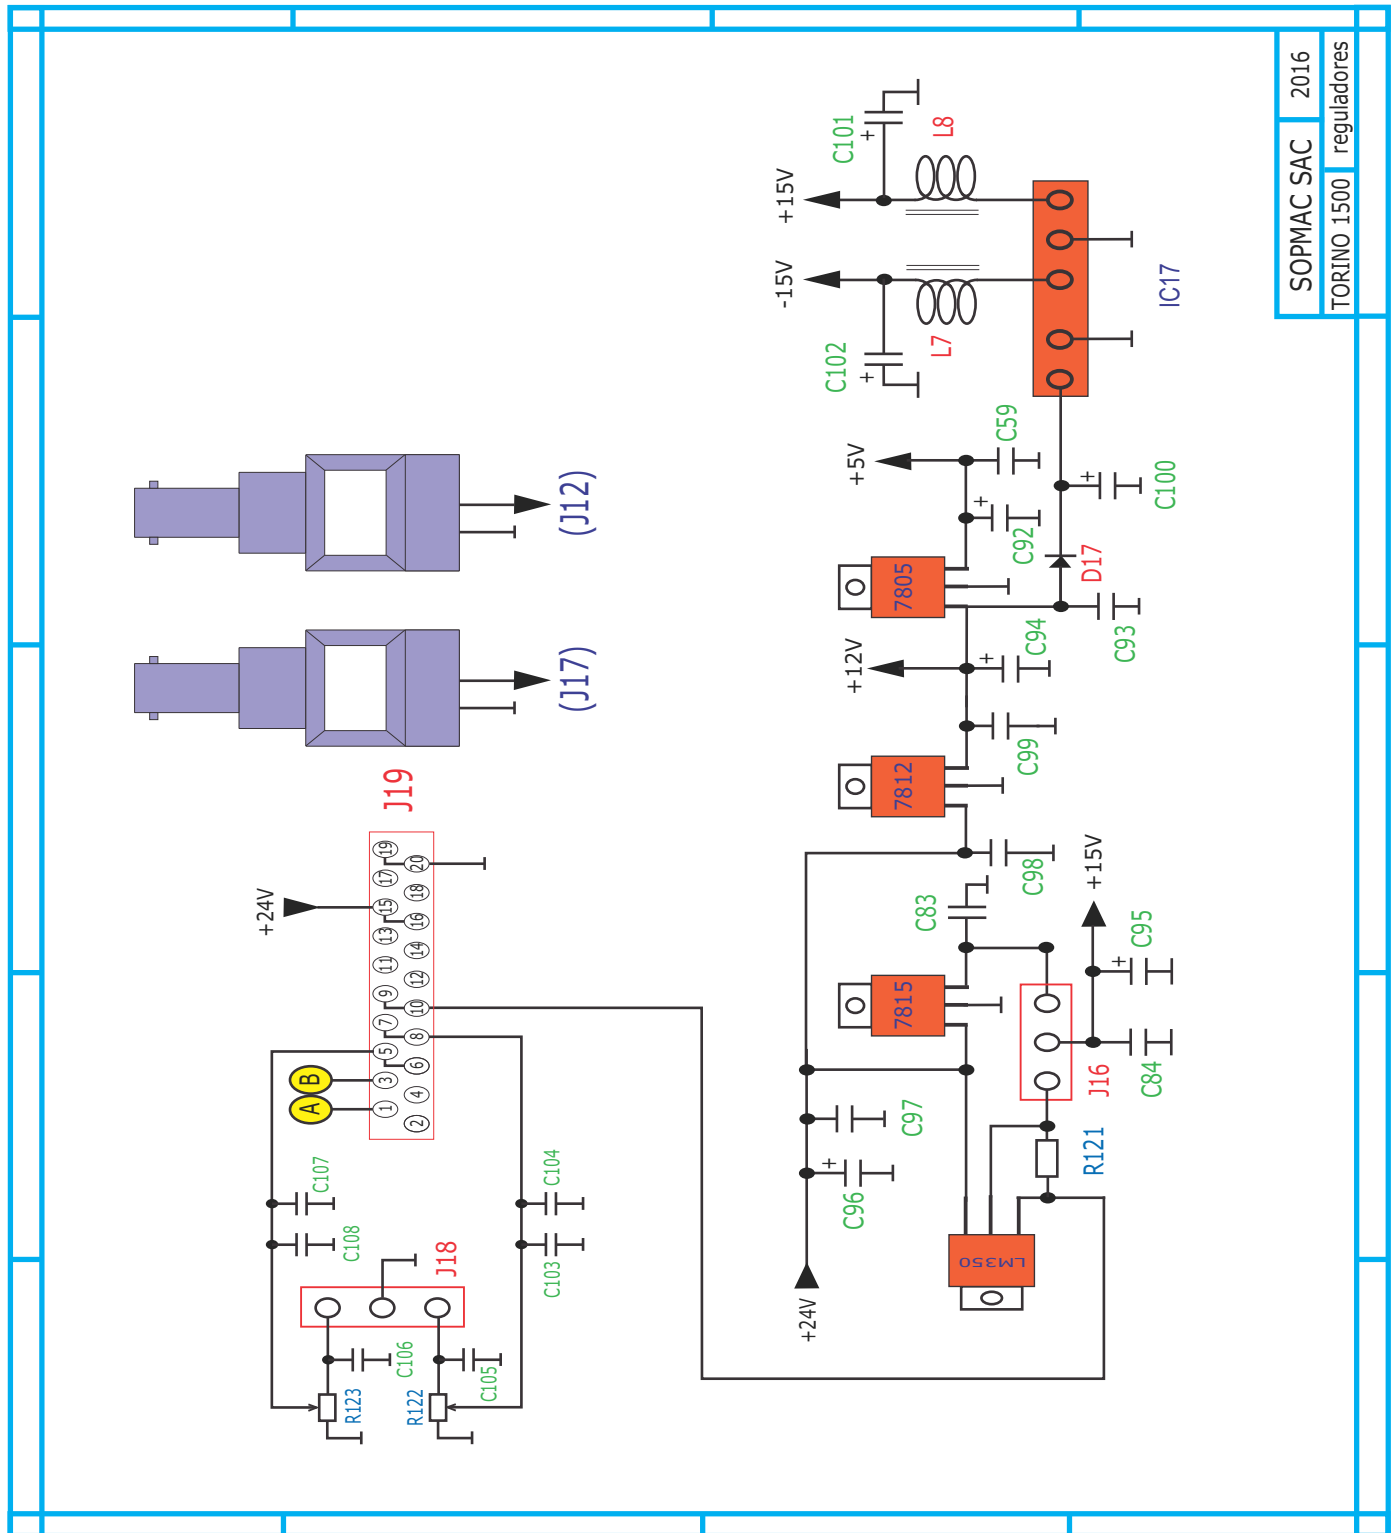 SOPMAC SAC 2016
TORINO 1500 reguladores
C101
+
L8
+15V
-15V
IC17
L7
C102
+
+5V
C59
+
C92
+
C100
7805
D17
C94
C93
+12V
+
7812
C99
C98
+15V
C83
7815
C95
+
J16
C84
C97
+
C96
R121
LM350
+24V
(J12)
(J17)
J19
+24V
19
20
17
18
15
16
13
14
11
12
9
10
7
8
5
6
3
4
1
2
B
A
C107
C108
C104
C103
J18
C106
C105
R123
R122